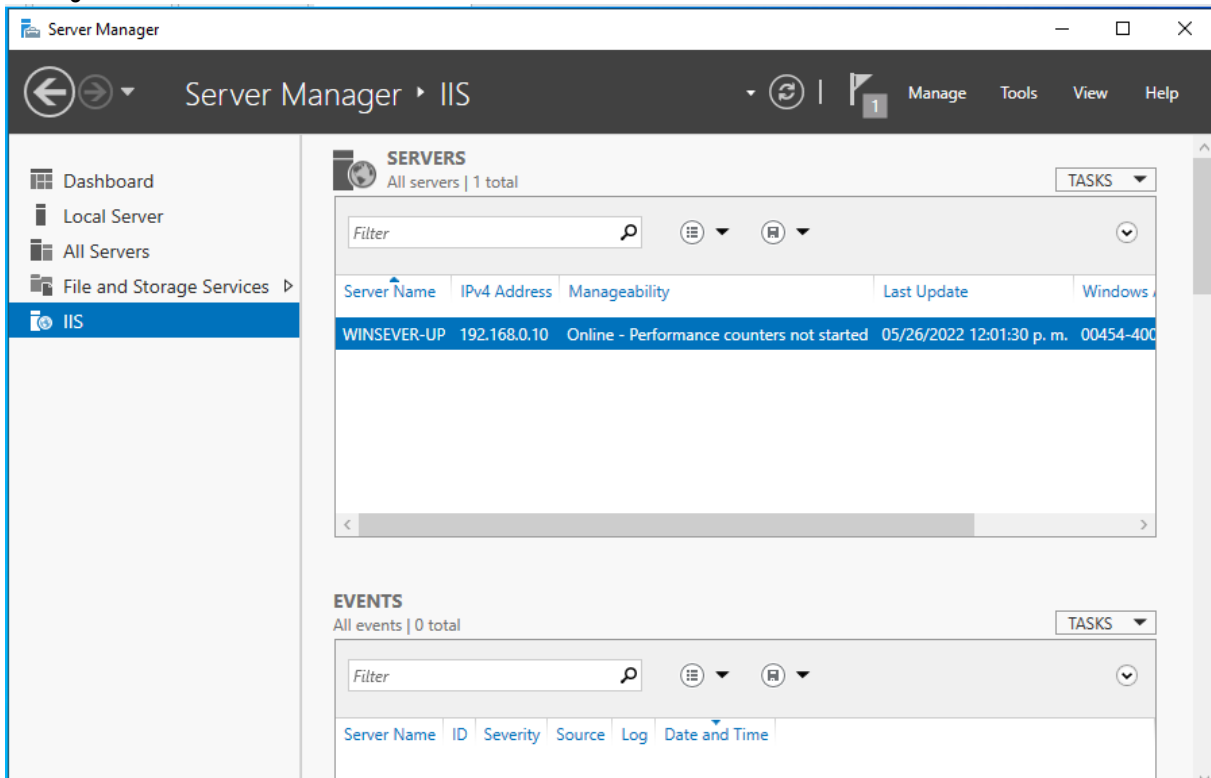 Server Manager
Server Manager ‣ IIS
1 Manage Tools View Help
Dashboard
Local Server
All Servers
File and Storage Services
IIS
SERVERS
All servers | 1 total
TASKS
Filter
Server Name IPv4 Address Manageability Last Update Windows
WINSEVER-UP 192.168.0.10 Online - Performance counters not started 05/26/2022 12:01:30 p. m. 00454-400
EVENTS
All events | 0 total
TASKS
Filter
Server Name ID Severity Source Log Date and Time